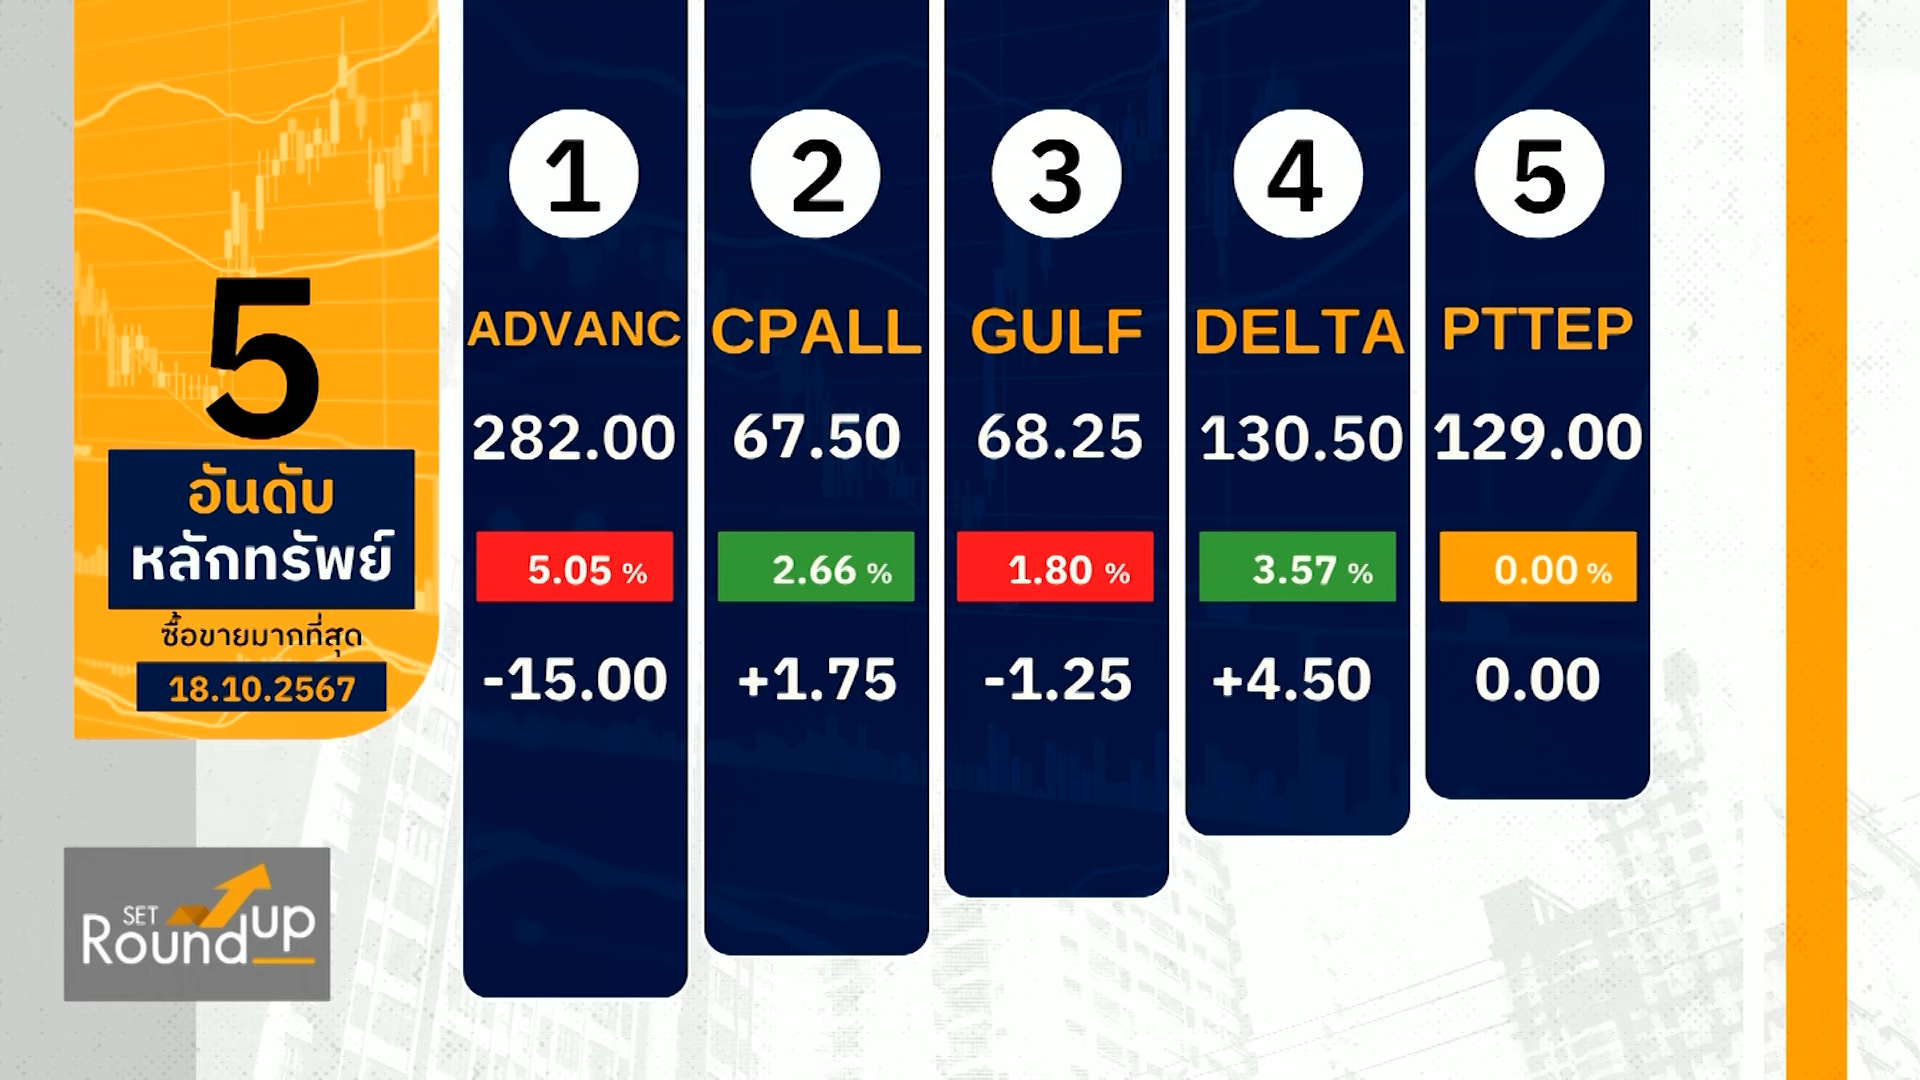 5
อันดับ
หลักทรัพย์
ซื้อขายมากที่สุด
18.10.2567
1
ADVANC
282.00
5.05 %
-15.00
2
CPALL
67.50
2.66 %
+1.75
3
GULF
68.25
1.80 %
-1.25
4
DELTA
130.50
3.57 %
+4.50
5
PTTEP
129.00
0.00 %
0.00
SET
Roundup